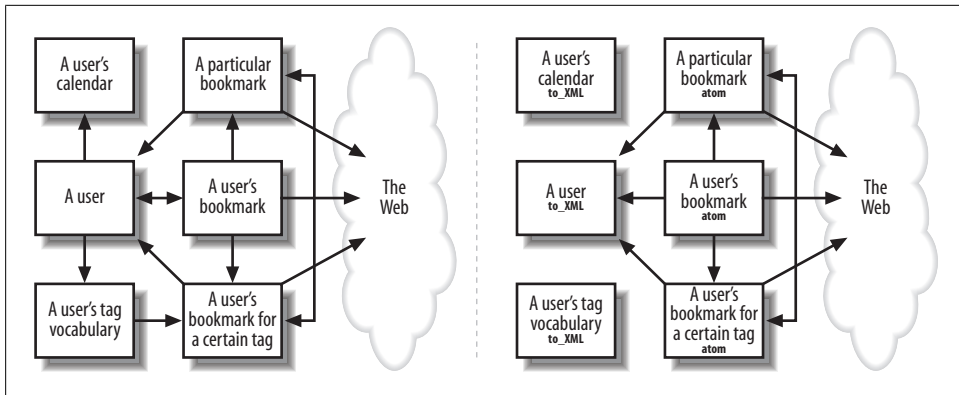 A user's
calendar
A particular
bookmark
A user
A user's
bookmark
The
Web
A user's tag
vocabulary
A user's
bookmark for
a certain tag
A user's
calendar
to_XML
A particular
bookmark
atom
A user
to_XML
A user's
bookmark
atom
The
Web
A user's tag
vocabulary
to_XML
A user's
bookmark for
a certain tag
atom